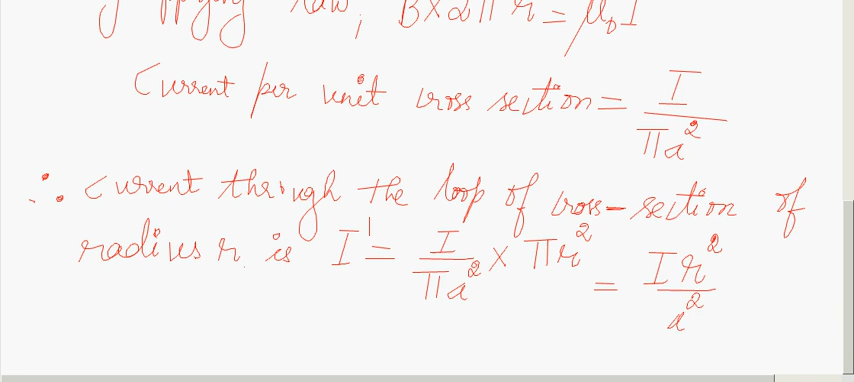 applying law, B × 2πr = μ₀I
Current per unit cross section = I/πa²
∴ current through the loop of cross-section of
radius r is I' = I/πa² × πr² = Ir²/a²